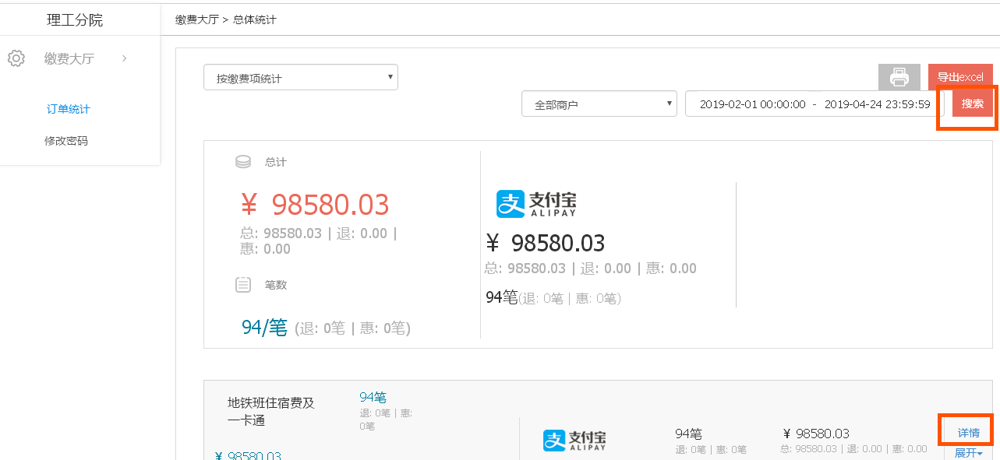 理工分院
缴费大厅 > 总体统计
缴费大厅
订单统计
修改密码
按缴费项统计
导出excel
全部商户
2019-02-01 00:00:00 - 2019-04-24 23:59:59
搜索
总计
¥ 98580.03
总: 98580.03 | 退: 0.00 |
惠: 0.00
笔数
94/笔 (退: 0笔 | 惠: 0笔)
支 支付宝
ALIPAY
¥ 98580.03
总: 98580.03 | 退: 0.00 | 惠: 0.00
94笔(退: 0笔 | 惠: 0笔)
地铁班住宿费及
一卡通
¥ 98580.03
94笔
退: 0笔 | 惠:
0笔
支 支付宝
ALIPAY
94笔
退: 0笔 | 惠: 0笔
¥ 98580.03
总: 98580.03 | 退: 0.00 | 惠: 0.00
详情
展开